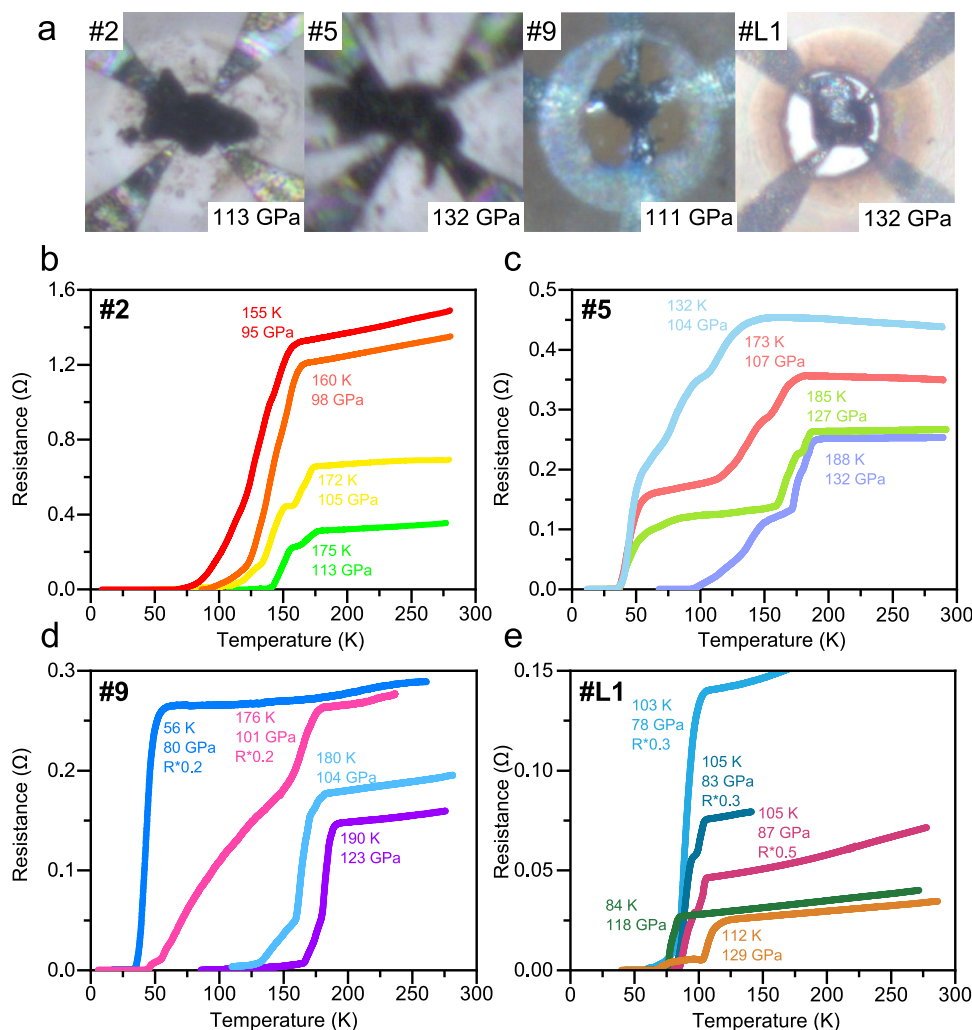 a
#2
#5
#9
#L1
113 GPa
132 GPa
111 GPa
132 GPa
b
#2
1.6
1.2
0.8
0.4
0.0
Resistance (Ω)
155 K
95 GPa
160 K
98 GPa
172 K
105 GPa
175 K
113 GPa
0 50 100 150 200 250 300
Temperature (K)
c
#5
0.5
0.4
0.3
0.2
0.1
0.0
Resistance (Ω)
132 K
104 GPa
173 K
107 GPa
185 K
127 GPa
188 K
132 GPa
0 50 100 150 200 250 300
Temperature (K)
d
#9
0.3
0.2
0.1
0.0
Resistance (Ω)
56 K
80 GPa
R*0.2
176 K
101 GPa
R*0.2
180 K
104 GPa
190 K
123 GPa
0 50 100 150 200 250 300
Temperature (K)
e
#L1
0.15
0.10
0.05
0.00
Resistance (Ω)
103 K
78 GPa
R*0.3
105 K
83 GPa
R*0.3
105 K
87 GPa
R*0.5
84 K
118 GPa
112 K
129 GPa
0 50 100 150 200 250 300
Temperature (K)